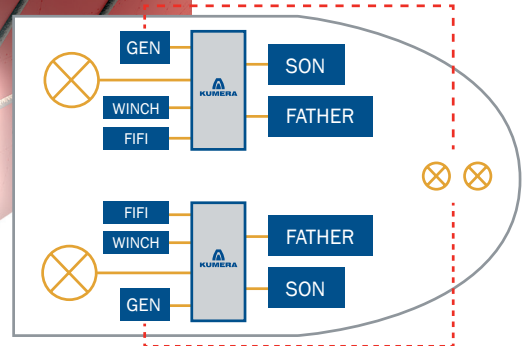 GEN
SON
KUMERA
WINCH
FATHER
FIFI
FIFI
WINCH
FATHER
KUMERA
SON
GEN